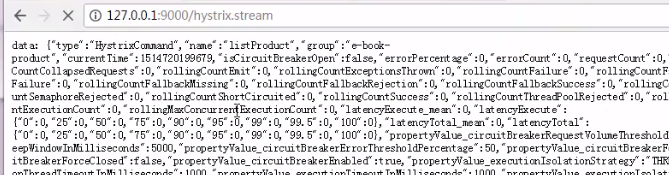 127.0.0.1:9000/hystrix.stream
data: {"type":"HystrixCommand","name":"listProduct","group":"e-book-
product","currentTime":1514720199679,"isCircuitBreakerOpen":false,"errorPercentage":0,"errorCount":0,"requestCount":0,
CountCollapsedRequests":0,"rollingCountEmit":0,"rollingCountExceptionsThrown":0,"rollingCountFailure":0,"rollingCountF
Failure":0,"rollingCountFallbackMissing":0,"rollingCountFallbackRejection":0,"rollingCountFallbackSuccess":0,"rollingC
untSemaphoreRejected":0,"rollingCountShortCircuited":0,"rollingCountSuccess":0,"rollingCountThreadPoolRejected":0,"rol
ntExecutionCount":0,"rollingMaxConcurrentExecutionCount":0,"latencyExecute_mean":0,"latencyExecute":
{"0":0,"25":0,"50":0,"75":0,"90":0,"95":0,"99":0,"99.5":0,"100":0},"latencyTotal_mean":0,"latencyTotal":
{"0":0,"25":0,"50":0,"75":0,"90":0,"95":0,"99":0,"99.5":0,"100":0},"propertyValue_circuitBreakerRequestVolumeThreshold
eepWindowInMilliseconds":5000,"propertyValue_circuitBreakerErrorThresholdPercentage":50,"propertyValue_circuitBreakerF
itBreakerForceClosed":false,"propertyValue_circuitBreakerEnabled":true,"propertyValue_executionIsolationStrategy":"THR
onThreadTimeoutInMilliseconds":1000,"propertyValue_executionTimeoutInMilliseconds":1000,"propertyValue_executionIsolat